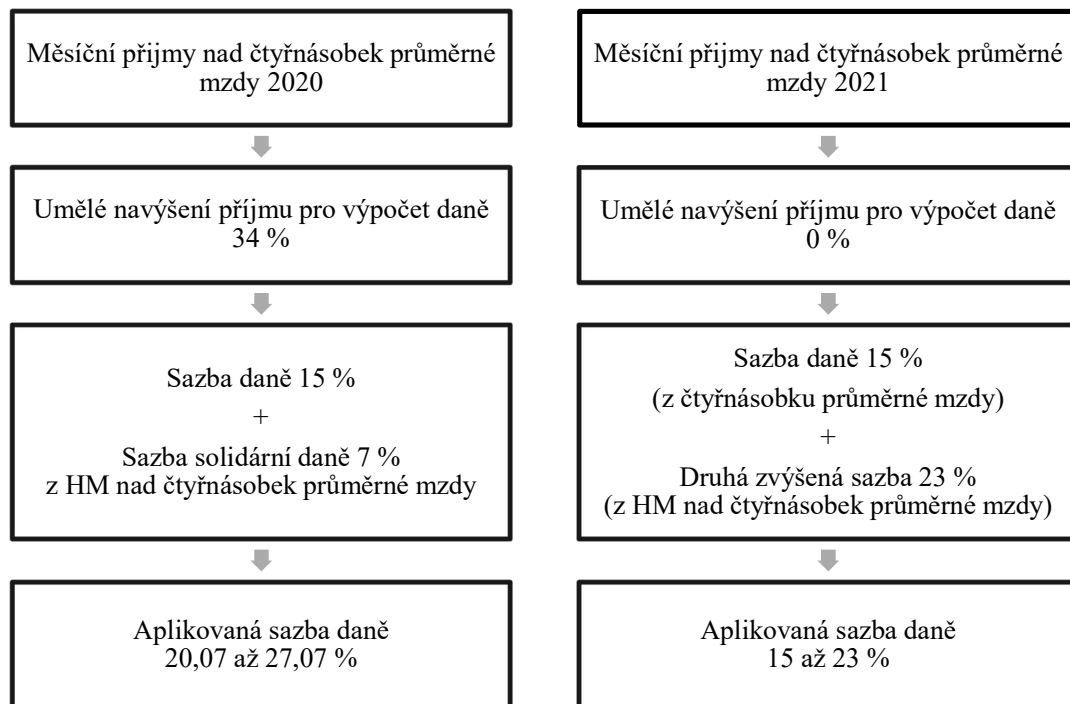 Měsíční přijmy nad čtyřnásobek průměrné
mzdy 2020
Umělé navýšení příjmu pro výpočet daně
34 %
Sazba daně 15 %
+
Sazba solidární daně 7 %
z HM nad čtyřnásobek průměrné mzdy
Aplikovaná sazba daně
20,07 až 27,07 %
Měsíční přijmy nad čtyřnásobek průměrné
mzdy 2021
Umělé navýšení příjmu pro výpočet daně
0 %
Sazba daně 15 %
(z čtyřnásobku průměrné mzdy)
+
Druhá zvýšená sazba 23 %
(z HM nad čtyřnásobek průměrné mzdy)
Aplikovaná sazba daně
15 až 23 %